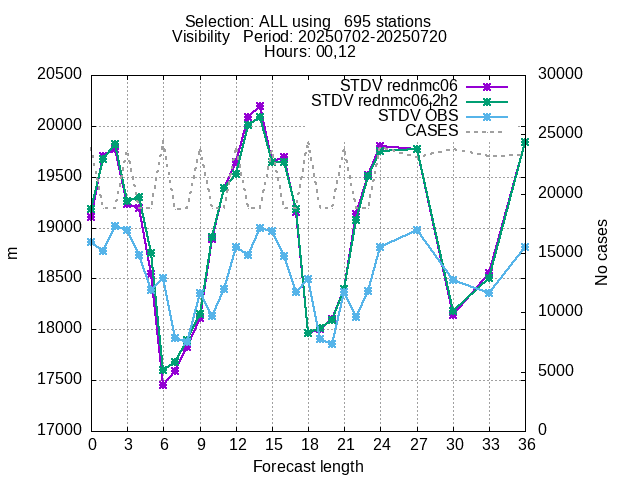 Selection: ALL using   695 stations
Visibility   Period: 20250702-20250720
Hours: 00,12
STDV rednmc06
STDV rednmc06,2h2
STDV OBS
CASES
20500
20000
19500
19000
18500
18000
17500
17000
30000
25000
20000
15000
10000
5000
0
m
No cases
0 3 6 9 12 15 18 21 24 27 30 33 36
Forecast length